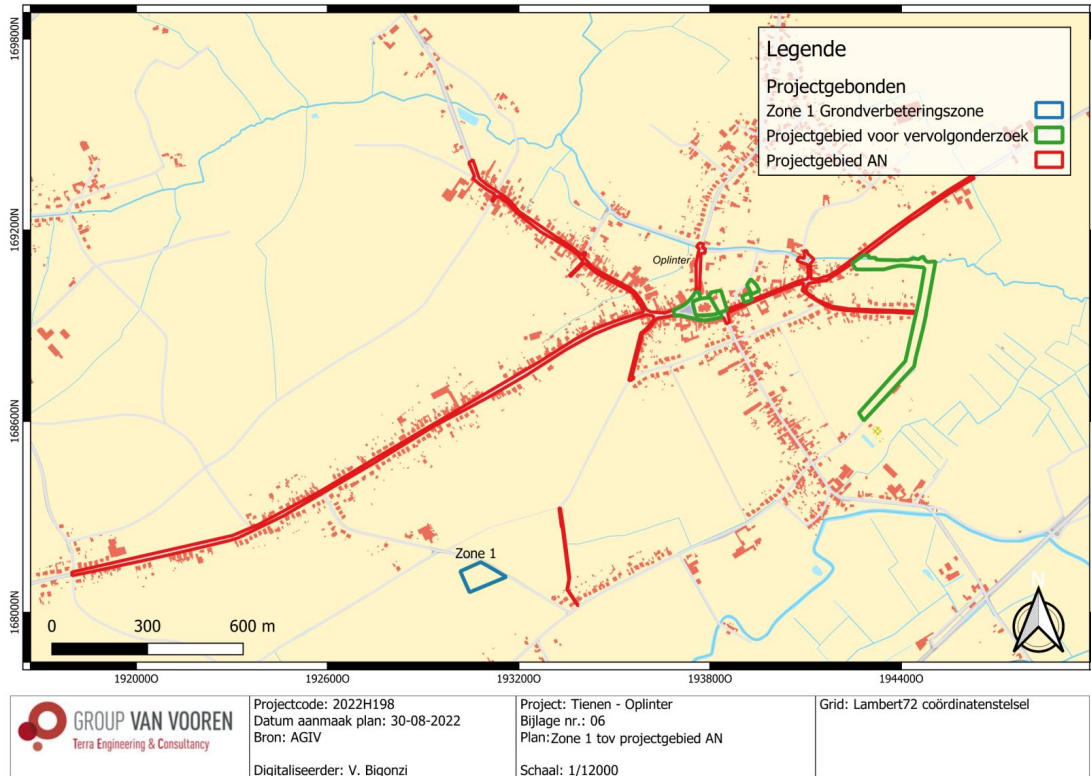 Legende
Projectgebonden
Zone 1 Grondverbeteringszone
Projectgebied voor vervolgonderzoek
Projectgebied AN
169800N
169200N
168600N
168000N
Oplinter
Zone 1
N
0 300 600 m
1920000 1926000 1932000 1938000 1944000
GROUP VAN VOOREN
Terra Engineering & Consultancy
Projectcode: 2022H198
Datum aanmaak plan: 30-08-2022
Bron: AGIV
Digitaliseerder: V. Bigonzi
Project: Tienen - Oplinter
Bijlage nr.: 06
Plan:Zone 1 tov projectgebied AN
Schaal: 1/12000
Grid: Lambert72 coördinatenstelsel